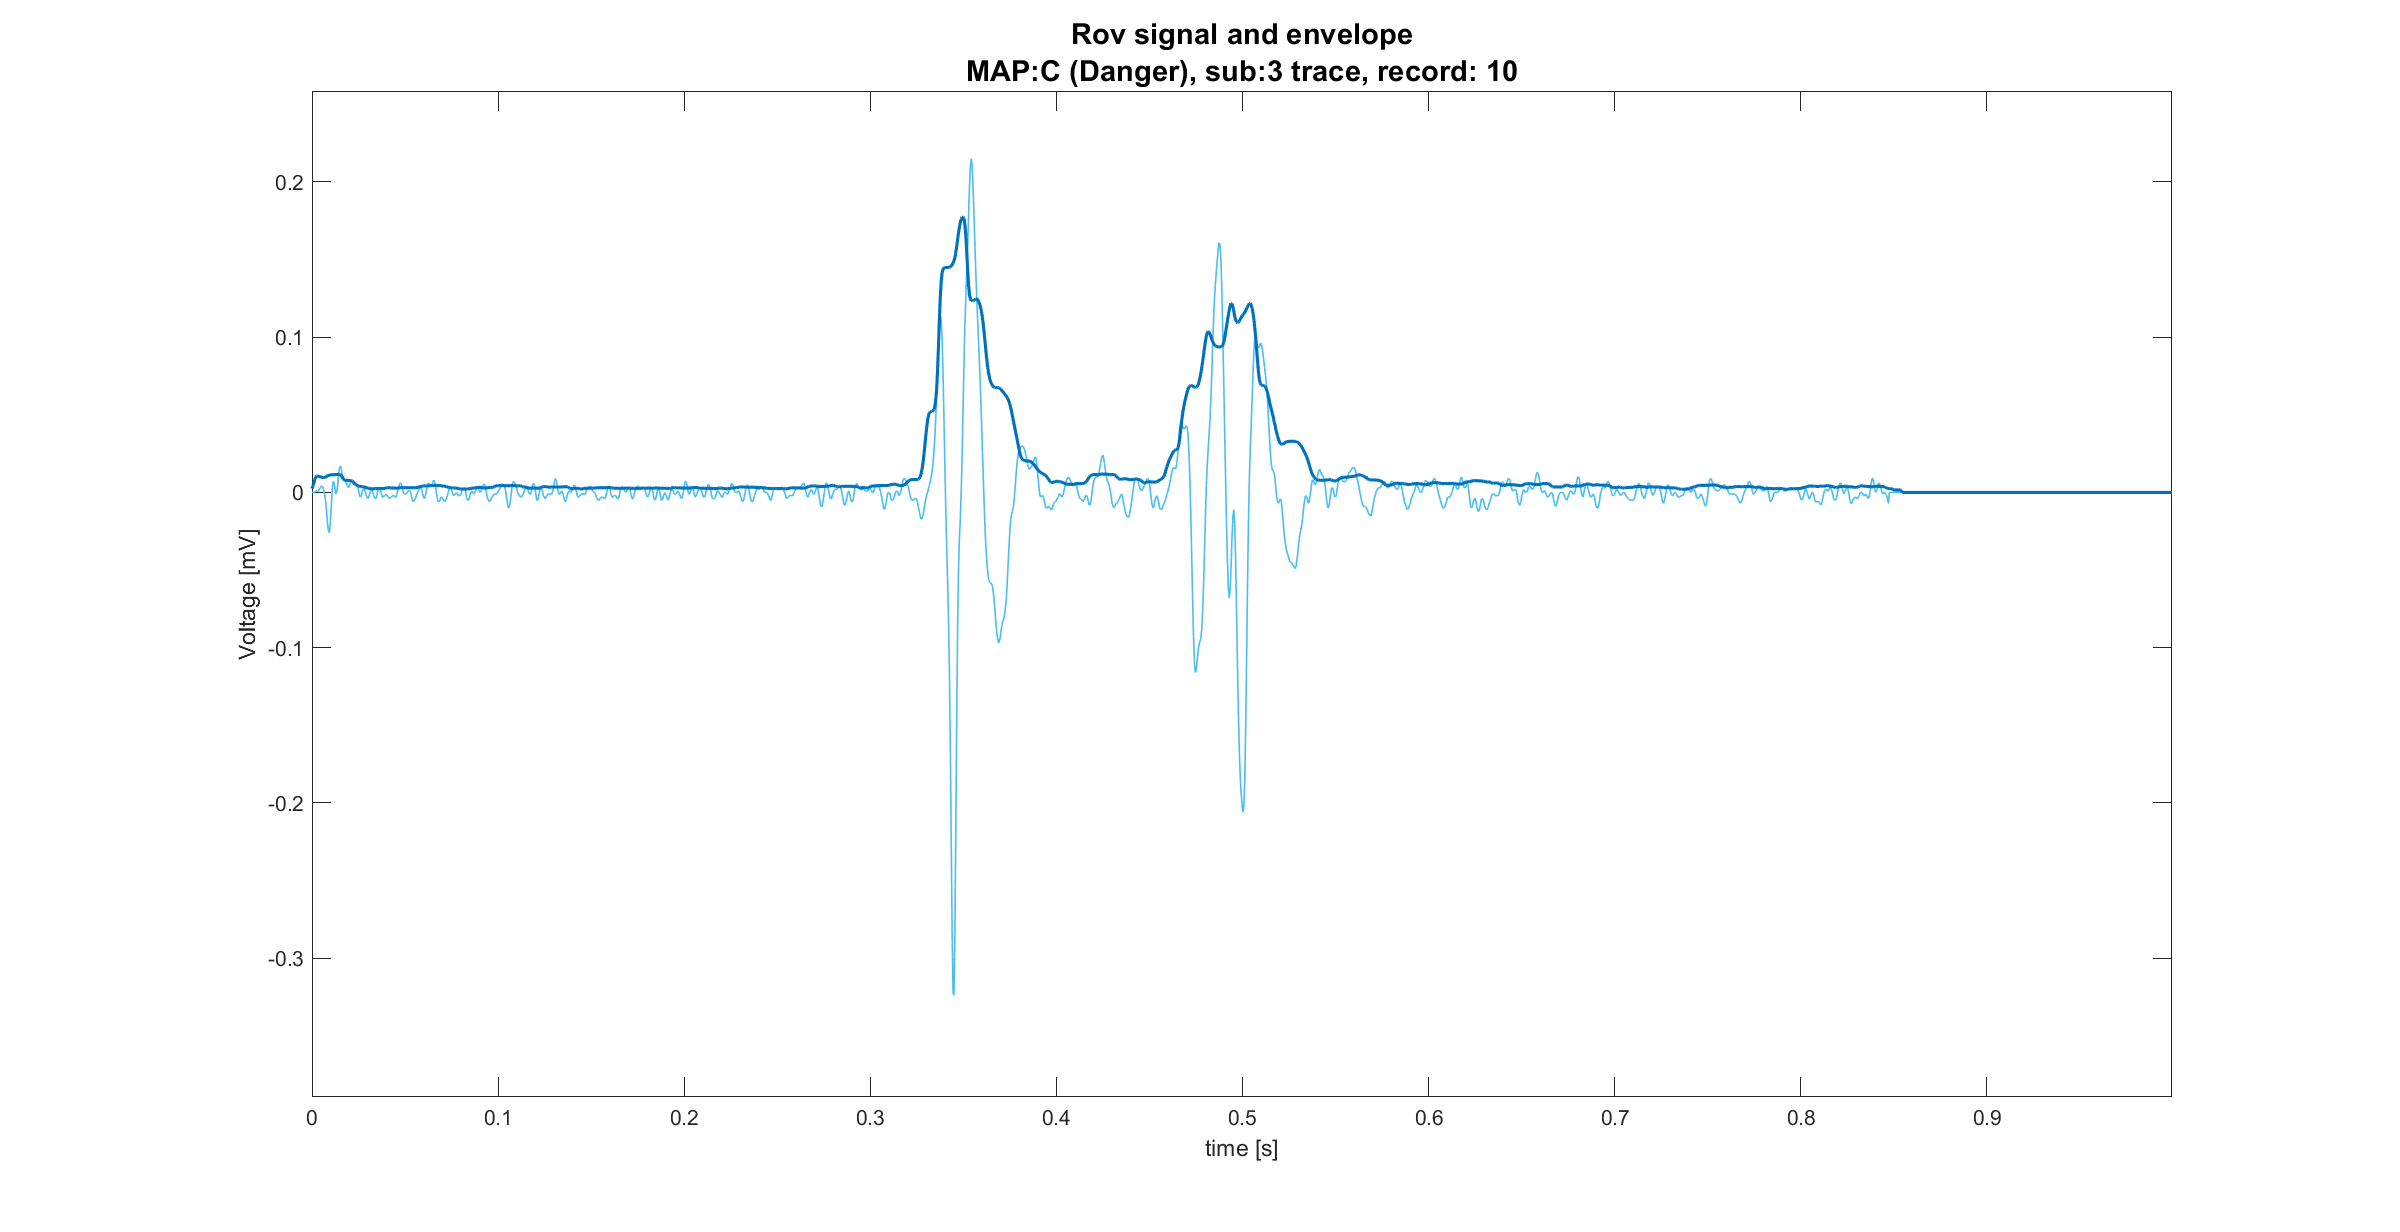 Rov signal and envelope
MAP:C (Danger), sub:3 trace, record: 10
0.2
0.1
0
-0.1
-0.2
-0.3
Voltage [mV]
0 0.1 0.2 0.3 0.4 0.5 0.6 0.7 0.8 0.9
time [s]